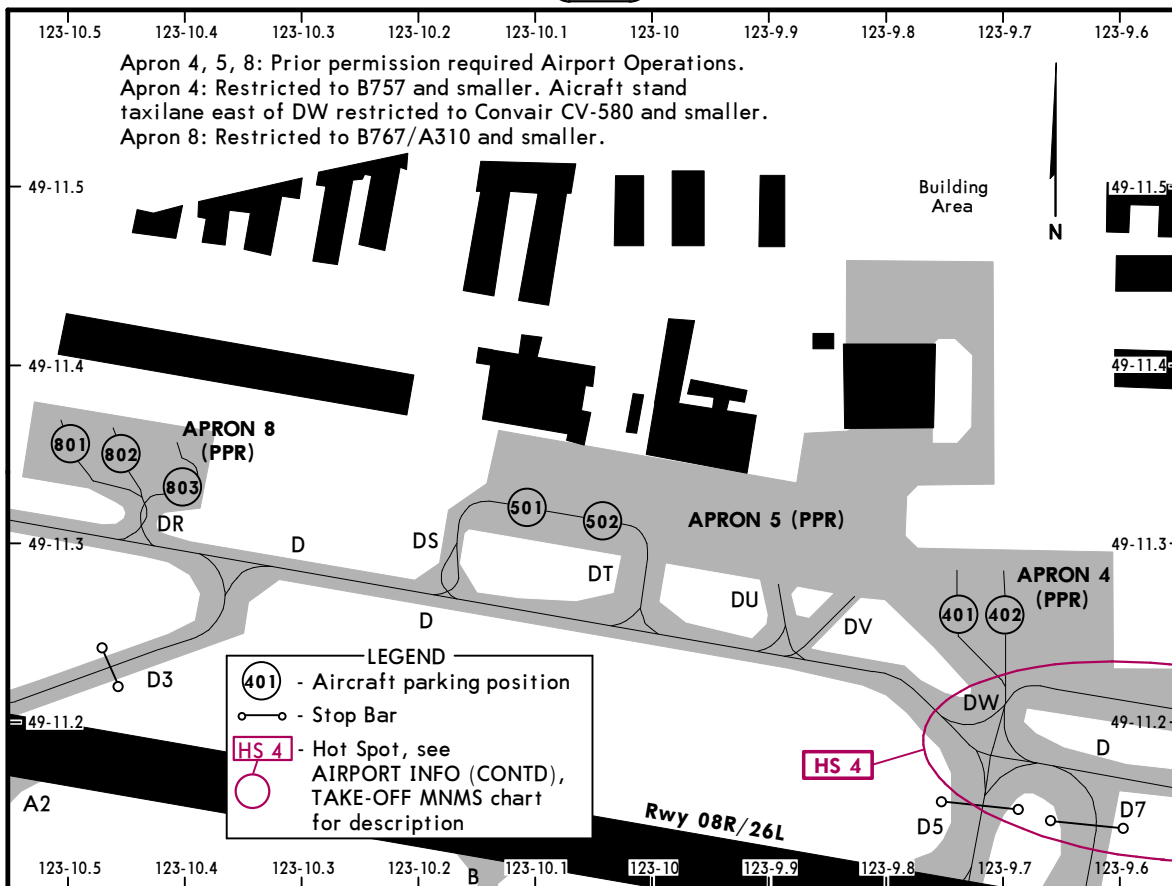 123-10.5 123-10.4 123-10.3 123-10.2 123-10.1 123-10 123-9.9 123-9.8 123-9.7 123-9.6
Apron 4, 5, 8: Prior permission required Airport Operations.
Apron 4: Restricted to B757 and smaller. Aicraft stand
taxilane east of DW restricted to Convair CV-580 and smaller.
Apron 8: Restricted to B767/A310 and smaller.
49-11.5
Building
Area
49-11.5
N
49-11.4
49-11.4
APRON 8
(PPR)
801
802
803
DR
501
502
APRON 5 (PPR)
49-11.3
D
DS
DT
DU
DV
D
49-11.3
APRON 4
(PPR)
401
402
D3
LEGEND
401 - Aircraft parking position
- Stop Bar
HS 4 - Hot Spot, see
AIRPORT INFO (CONTD),
TAKE-OFF MNMS chart
for description
49-11.2
DW
49-11.2
D
HS 4
A2
Rwy 08R/26L
D5
D7
B
123-10.5 123-10.4 123-10.3 123-10.2 123-10.1 123-10 123-9.9 123-9.8 123-9.7 123-9.6